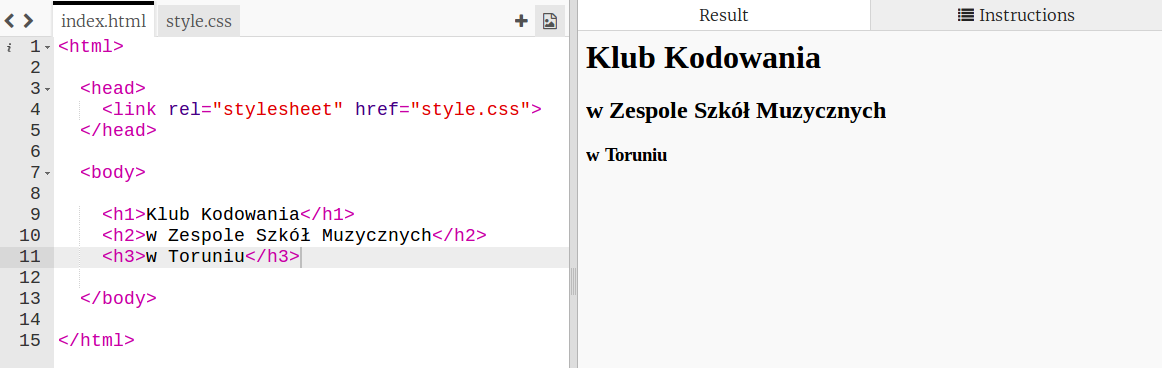 index.html style.css
Result Instructions
i 1 <html>
2
3 <head>
4 <link rel="stylesheet" href="style.css">
5 </head>
6
7 <body>
8
9 <h1>Klub Kodowania</h1>
10 <h2>w Zespole Szkół Muzycznych</h2>
11 <h3>w Toruniu</h3>
12
13 </body>
14
15 </html>
Klub Kodowania
w Zespole Szkół Muzycznych
w Toruniu